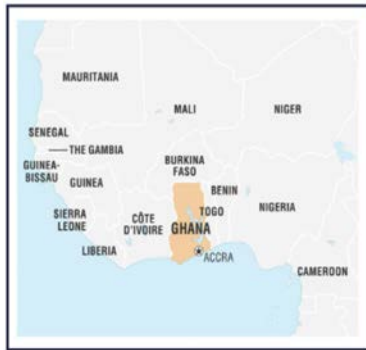 MAURITANIA
MALI
NIGER
SENEGAL
THE GAMBIA
GUINEA-
BISSAU
GUINEA
BURKINA
FASO
BENIN
NIGERIA
SIERRA
LEONE
CÔTE
D'IVOIRE
TOGO
GHANA
LIBERIA
ACCRA
CAMEROON